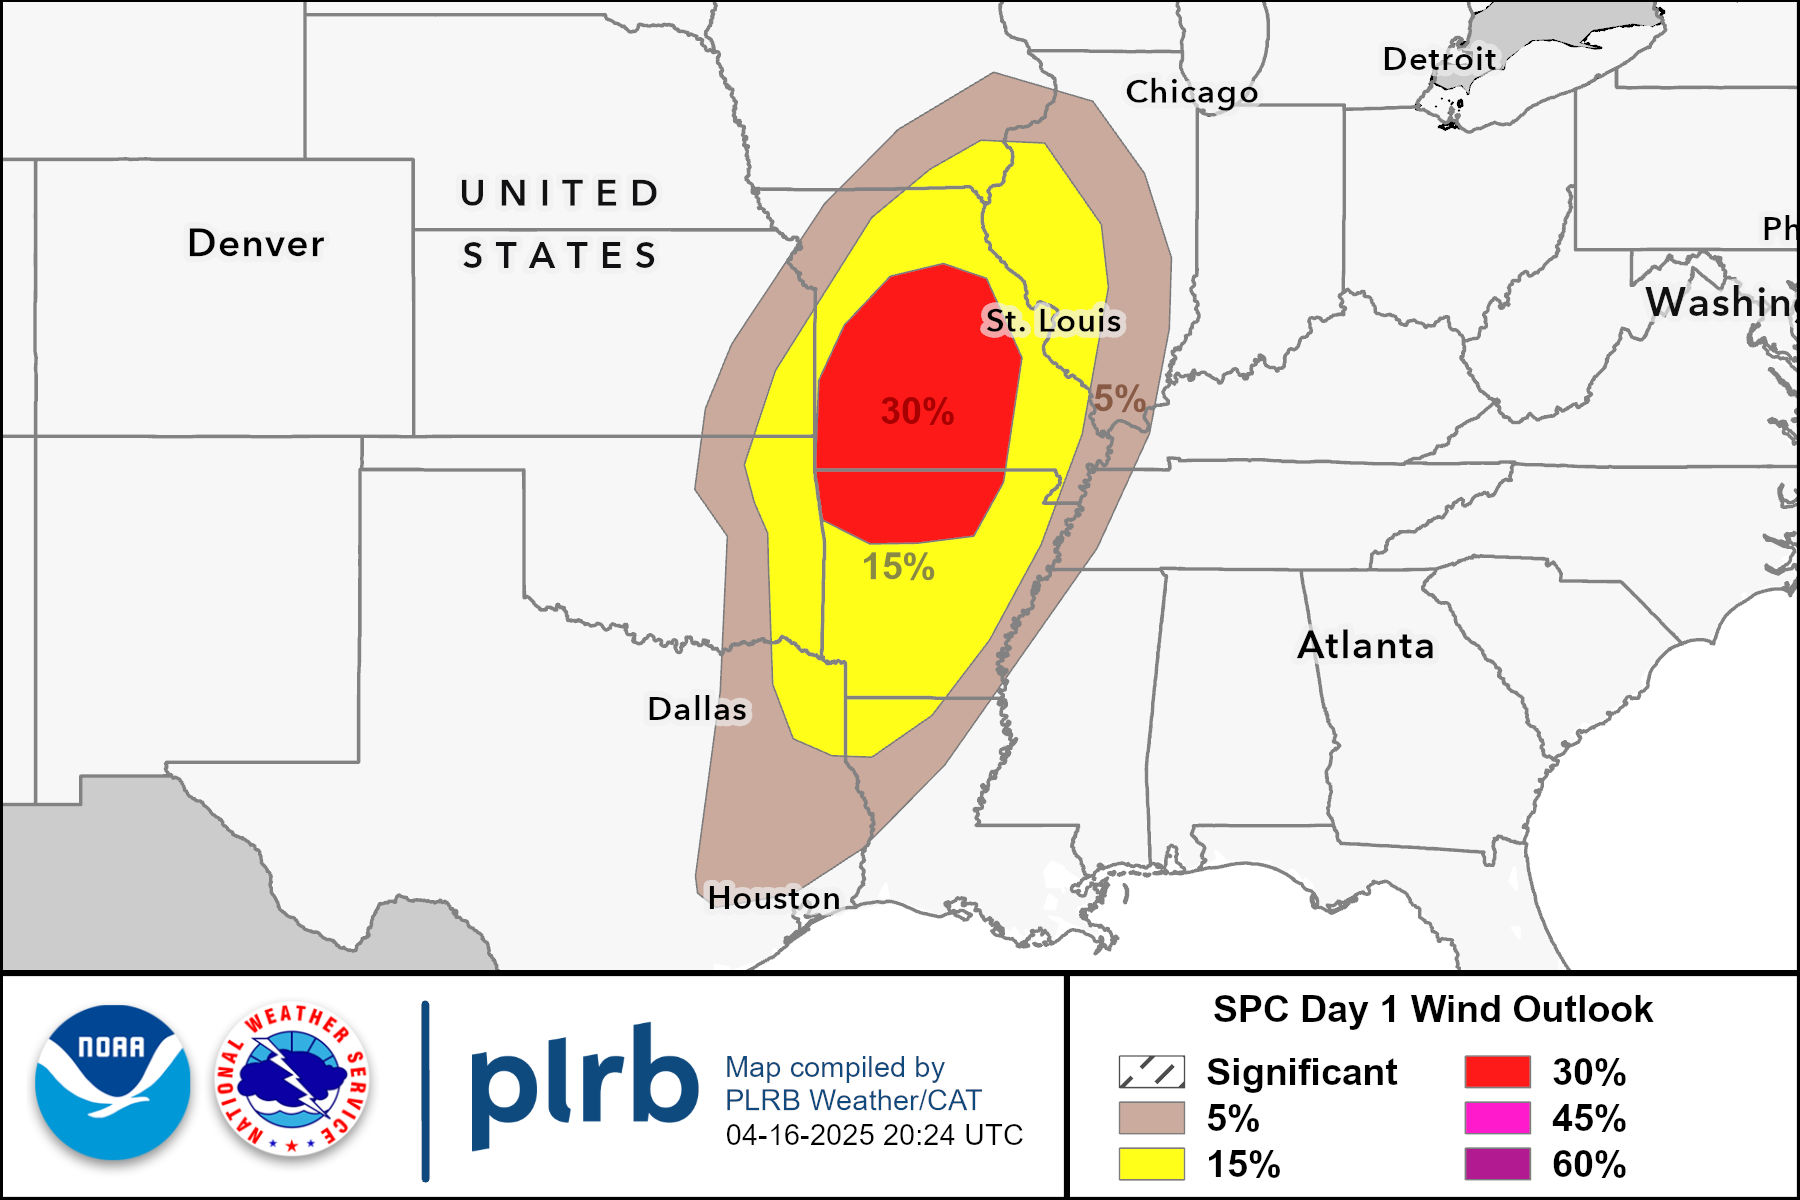 Detroit
Chicago
UNITED
STATES
Denver
Ph
Washing
St. Louis
5%
30%
15%
Atlanta
Dallas
Houston
NOAA
NATIONAL WEATHER SERVICE
plrb
Map compiled by
PLRB Weather/CAT
04-16-2025 20:24 UTC
SPC Day 1 Wind Outlook
Significant
5%
15%
30%
45%
60%